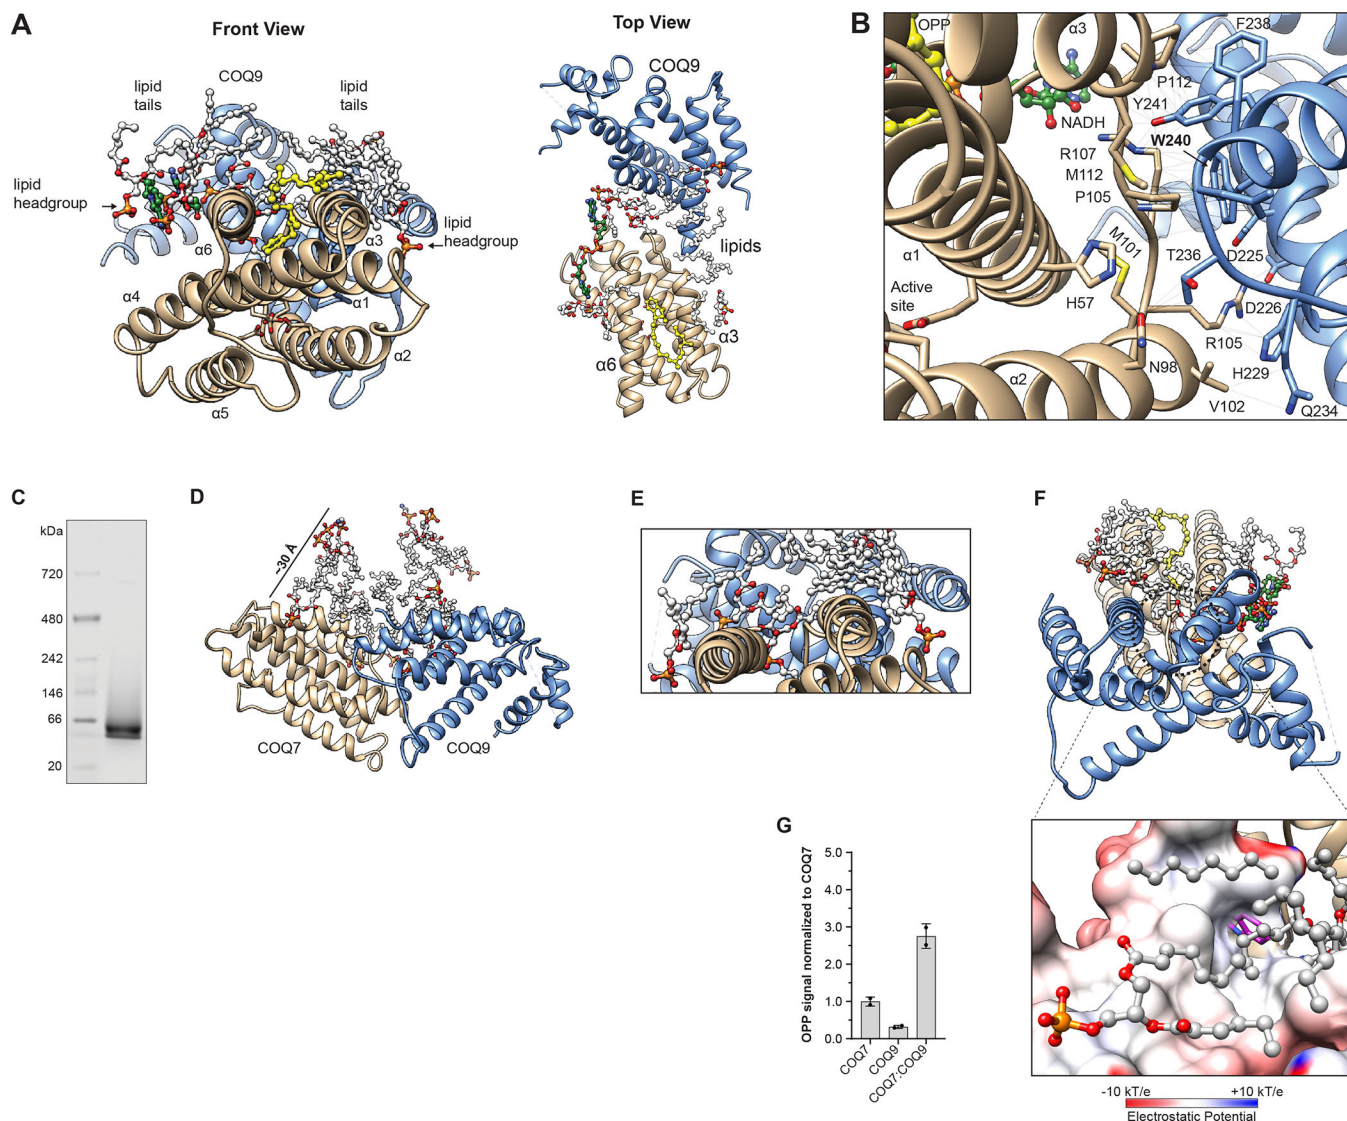 A
Front View
Top View
lipid
tails
COQ9
lipid
tails
lipid
headgroup
α6
α3
lipid
headgroup
α4
α1
α2
α5
COQ9
lipids
α3
α6
B
OPP
α3
F238
P112
Y241
NADH
W240
R107
M112
P105
M101
α1
T236
D225
Active
site
H57
D226
R105
N98
α2
H229
V102
Q234
C
kDa
720
480
242
146
66
20
D
~30 Å
COQ7
COQ9
E
F
-10 kT/e
+10 kT/e
Electrostatic Potential
G
OPP signal normalized to COQ7
5.0
4.0
3.0
2.0
1.0
0.0
COQ7
COQ9
COQ7:COQ9